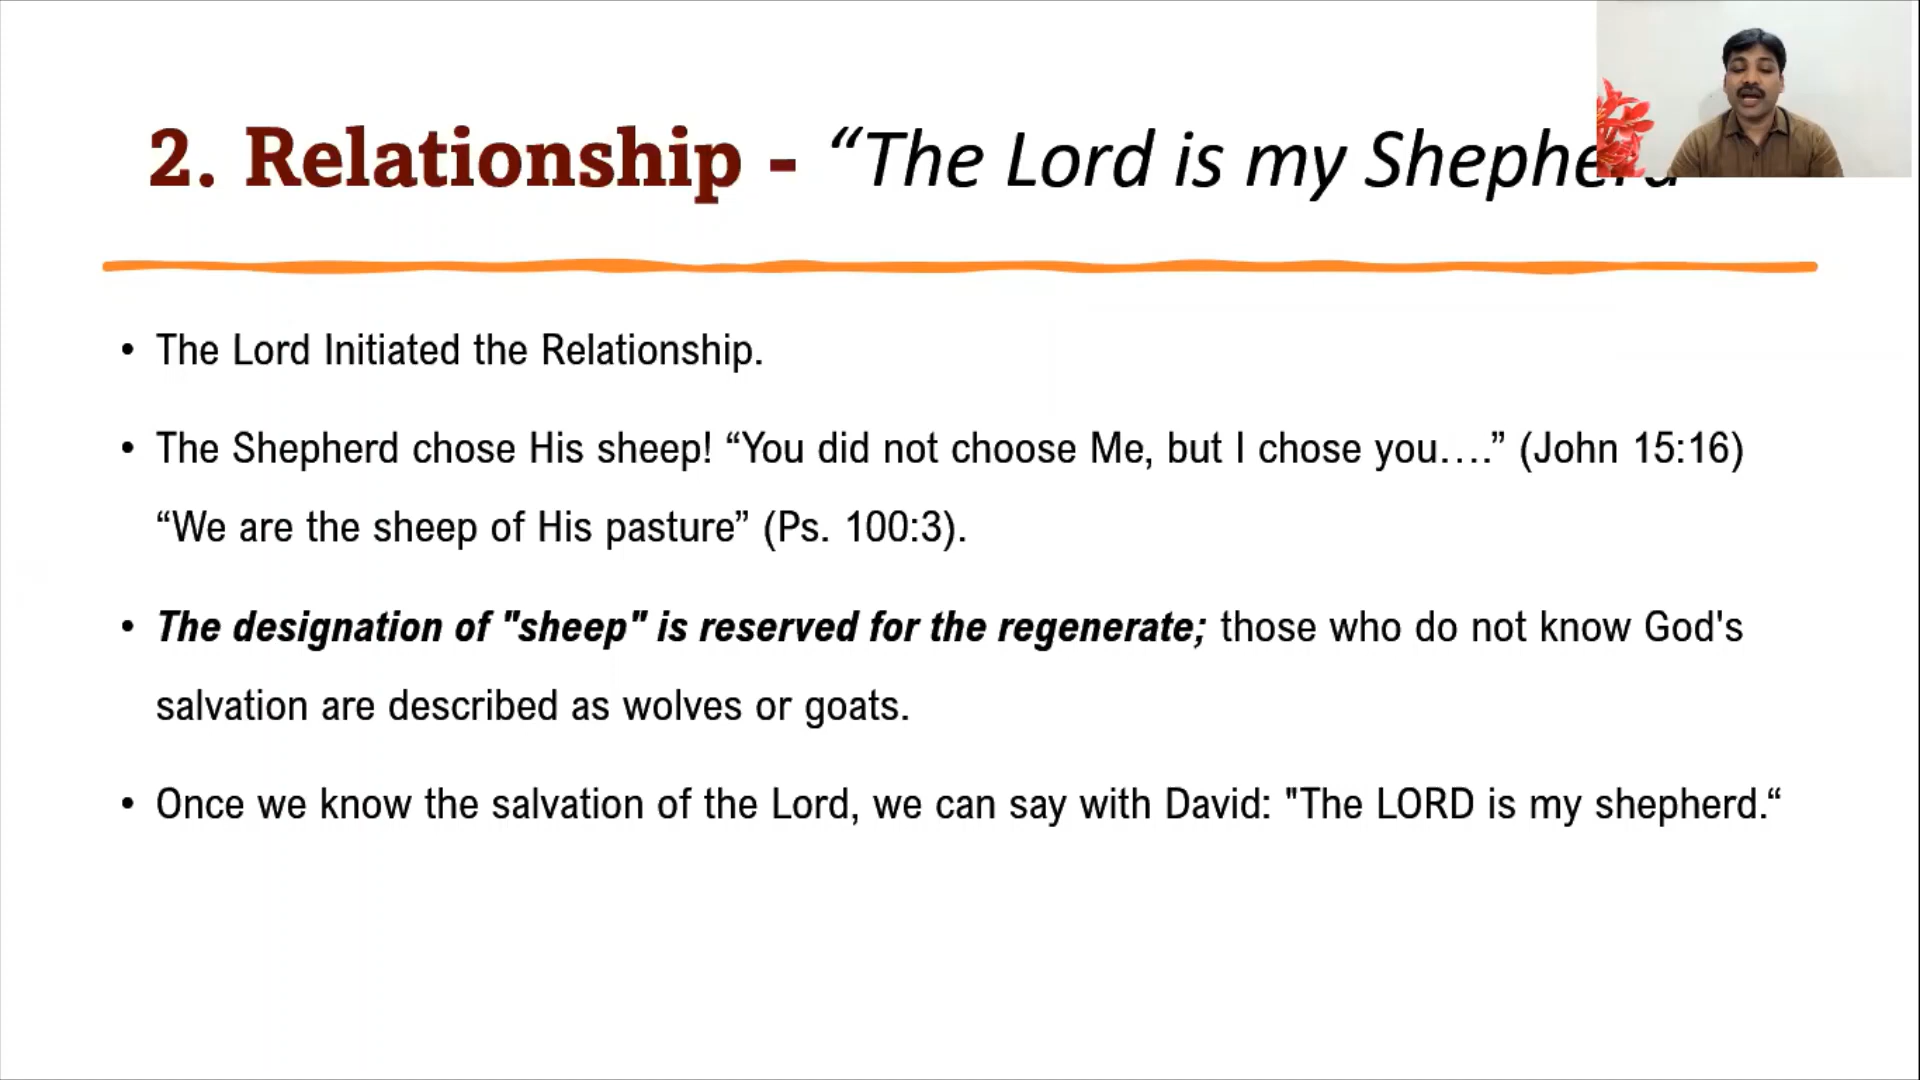 2. Relationship - “The Lord is my Shepherd
• The Lord Initiated the Relationship.
• The Shepherd chose His sheep! “You did not choose Me, but I chose you….” (John 15:16)
“We are the sheep of His pasture” (Ps. 100:3).
• The designation of "sheep" is reserved for the regenerate; those who do not know God's
salvation are described as wolves or goats.
• Once we know the salvation of the Lord, we can say with David: "The LORD is my shepherd.“